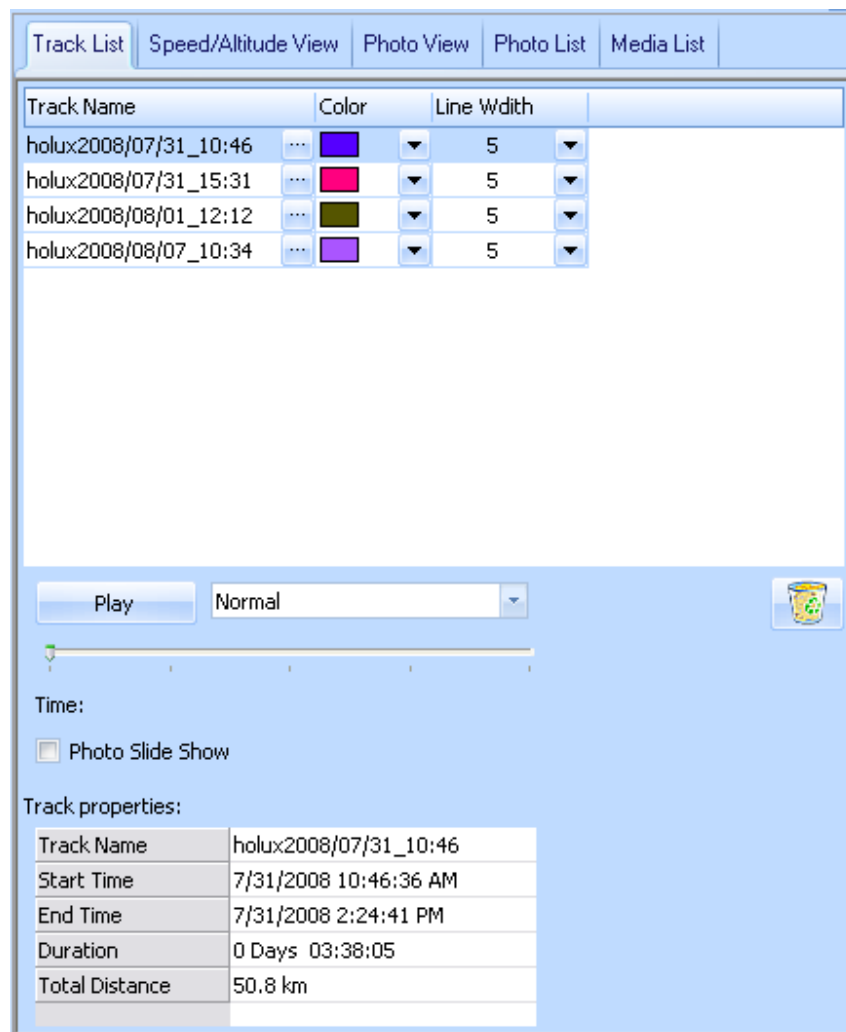 Track List Speed/Altitude View Photo View Photo List Media List
Track Name Color Line Wdith
holux2008/07/31_10:46 ... 5
holux2008/07/31_15:31 ... 5
holux2008/08/01_12:12 ... 5
holux2008/08/07_10:34 ... 5
Play Normal
Time:
Photo Slide Show
Track properties:
Track Name holux2008/07/31_10:46
Start Time 7/31/2008 10:46:36 AM
End Time 7/31/2008 2:24:41 PM
Duration 0 Days 03:38:05
Total Distance 50.8 km